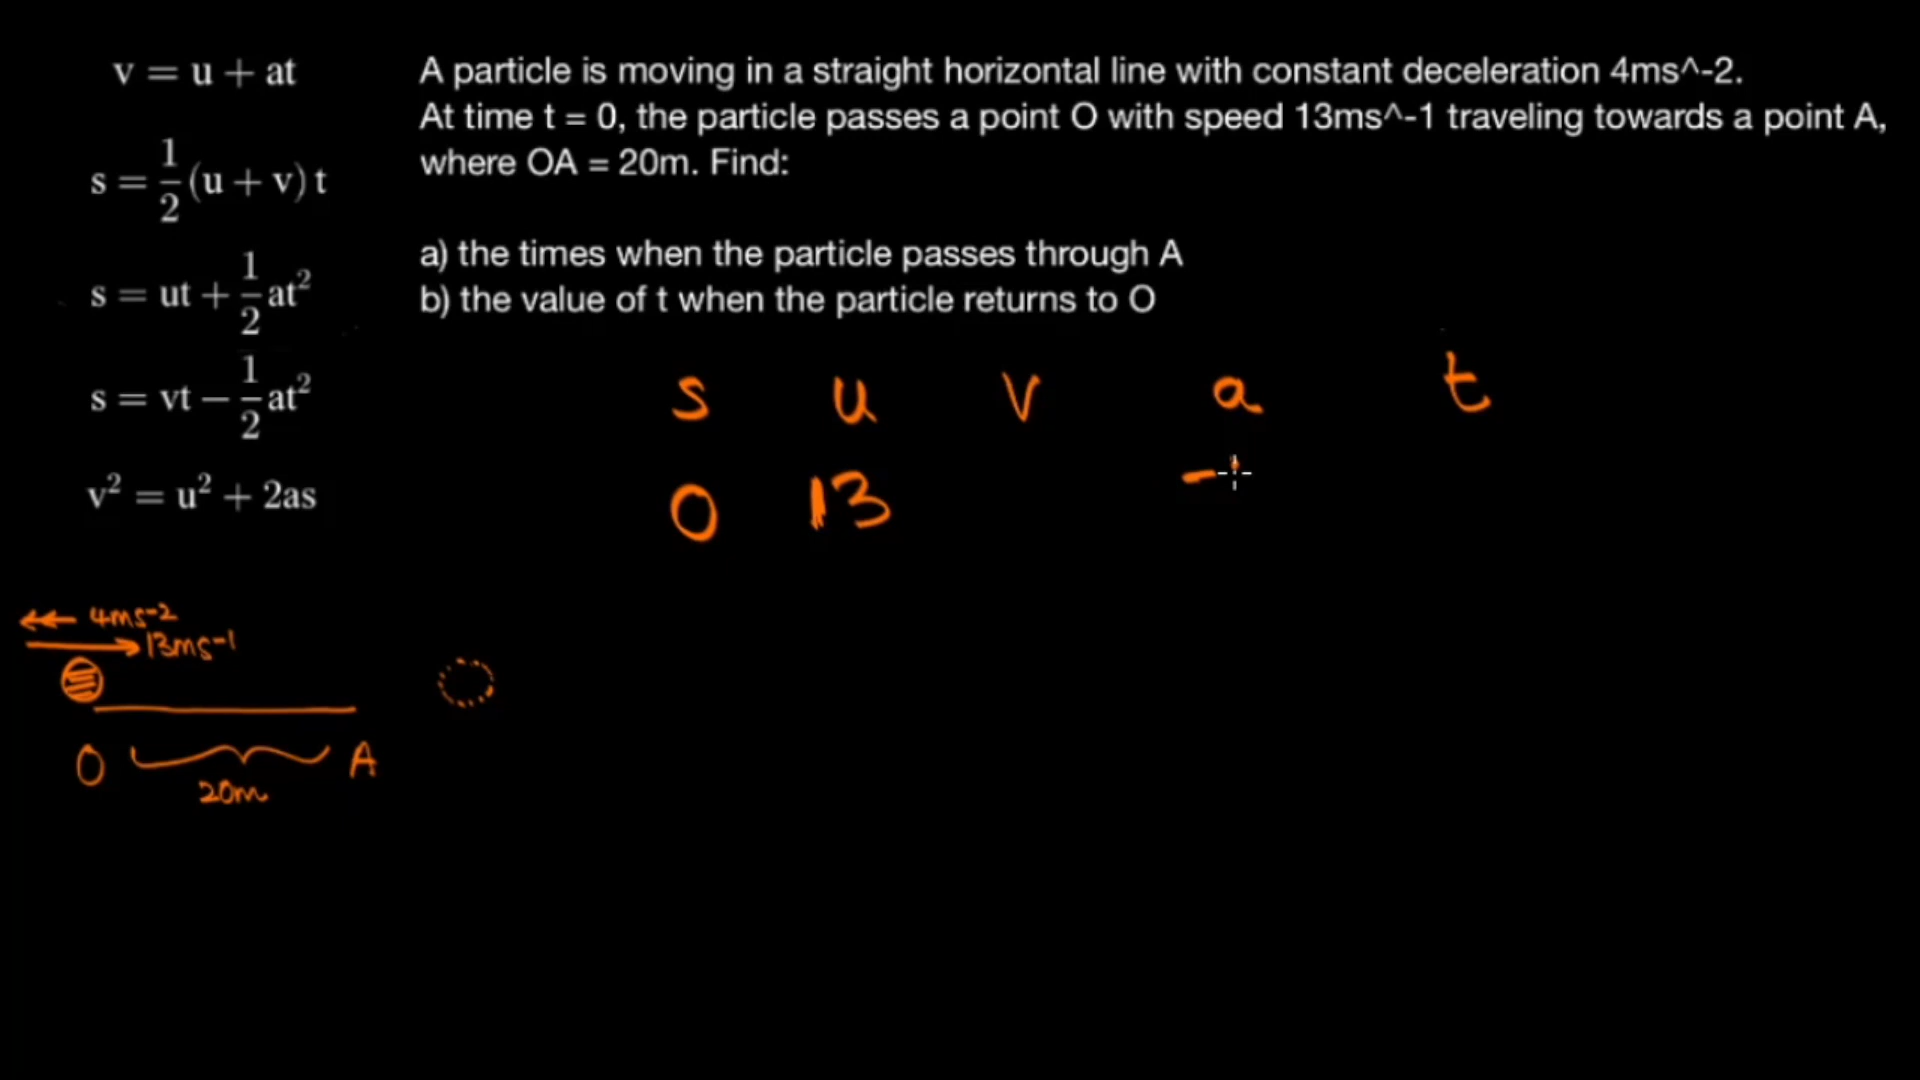 v = u + at
s = 1/2 (u + v) t
s = ut + 1/2 at²
s = vt − 1/2 at²
v² = u² + 2as
A particle is moving in a straight horizontal line with constant deceleration 4ms^-2.
At time t = 0, the particle passes a point O with speed 13ms^-1 traveling towards a point A,
where OA = 20m. Find:
a) the times when the particle passes through A
b) the value of t when the particle returns to O
s u v a t
0 13 -
4ms-2
13ms-1
O A
20m